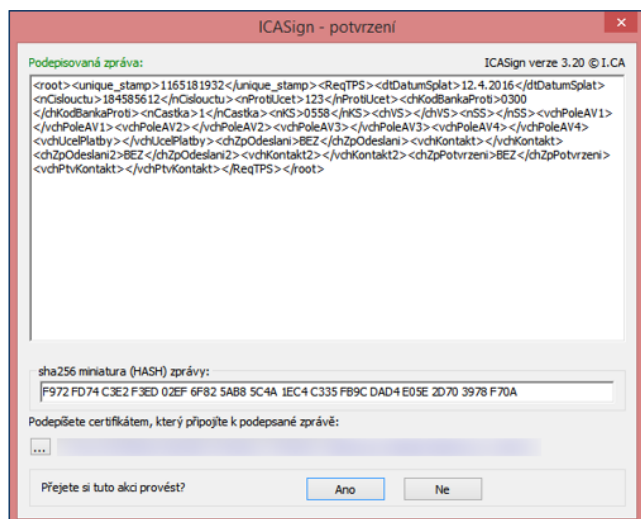 ICASign - potvrzení
Podepisovaná zpráva:
ICASign verze 3.20 © I.CA
<root><unique_stamp>1165181932</unique_stamp><ReqTPS><dtDatumSplat>12.4.2016</dtDatumSplat>
<nCislouctu>184585612</nCislouctu><nProtiUcet>123</nProtiUcet><chKodBankaProti>0300
</chKodBankaProti><nCastka>1</nCastka><nKS>0558</nKS><chVS></chVS><nSS></nSS><vchPoleAV1>
</vchPoleAV1><vchPoleAV2></vchPoleAV2><vchPoleAV3></vchPoleAV3><vchPoleAV4></vchPoleAV4>
<vchUcelPlatby></vchUcelPlatby><chZpOdeslani>BEZ</chZpOdeslani><vchKontakt></vchKontakt>
<chZpOdeslani2>BEZ</chZpOdeslani2><vchKontakt2></vchKontakt2><chZpPotvrzeni>BEZ</chZpPotvrzeni>
<vchPtvKontakt></vchPtvKontakt></ReqTPS></root>
sha256 miniatura (HASH) zprávy:
F972 FD74 C3E2 F3ED 02EF 6F82 5AB8 5C4A 1EC4 C335 FB9C DAD4 E05E 2D70 3978 F70A
Podepíšete certifikátem, který připojíte k podepsané zprávě:
...
Přejete si tuto akci provést?
Ano
Ne